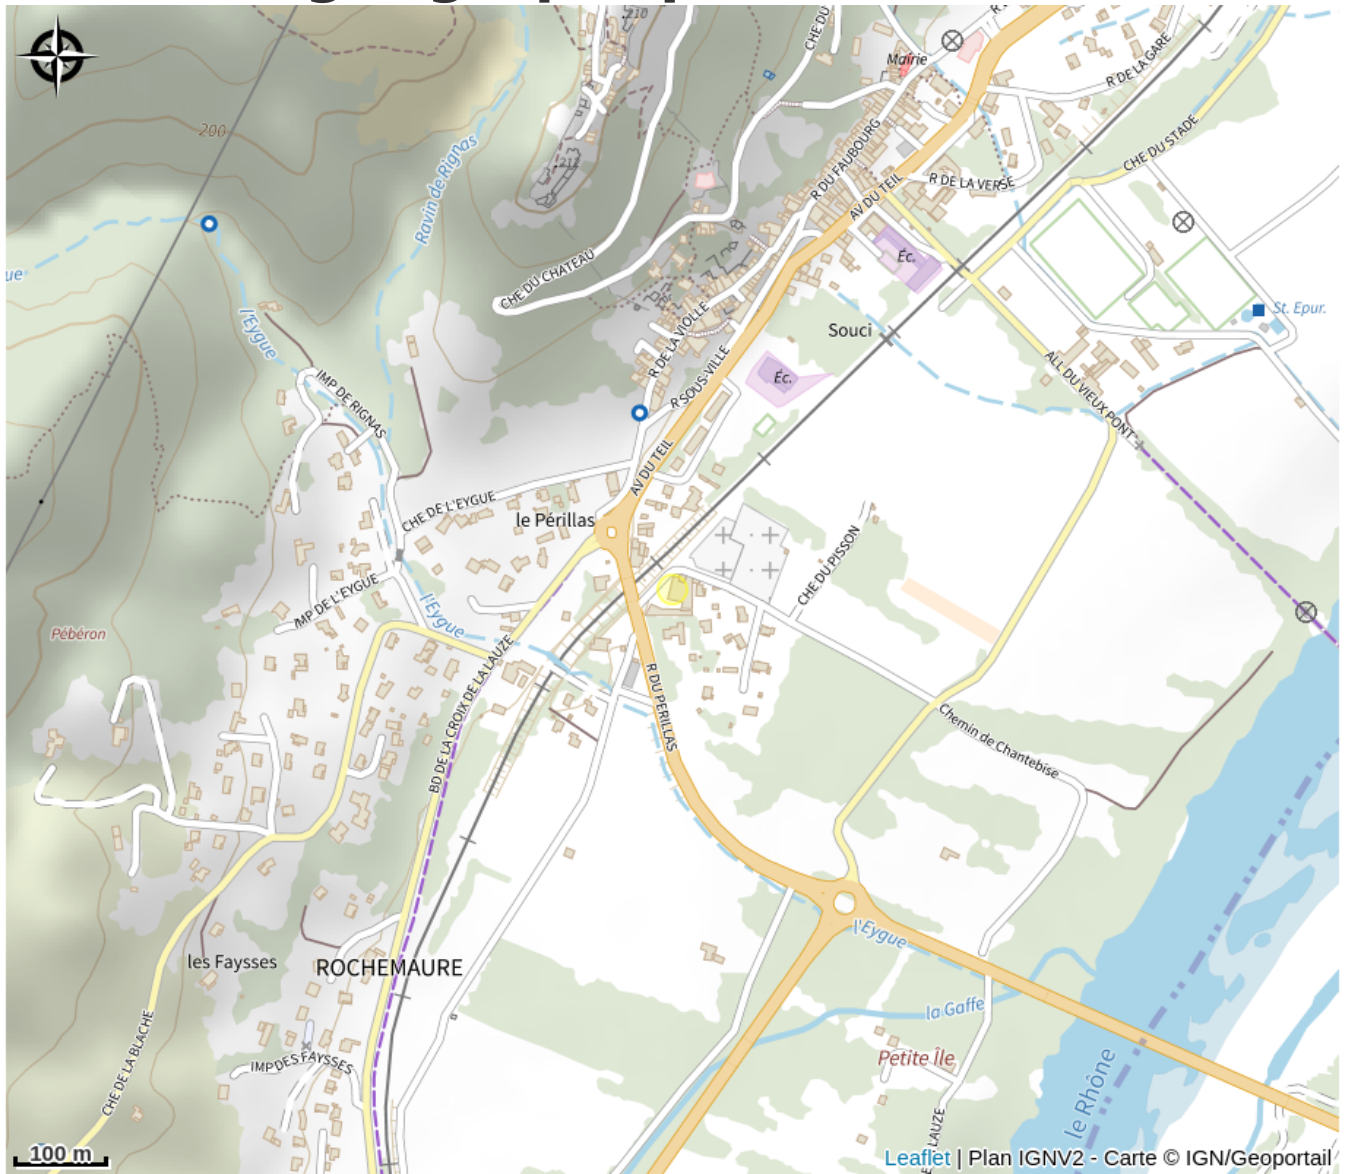 210
CHE DU
Mairie
R DE LA GARE
200
Ravin de Rignas
212
R DU FAUBOURG
CHE DU STADE
R DE LA VERSE
AV DU TEIL
Éc.
ue
CHE DU CHATEAU
l'Eygue
St. Epur.
Souci
R DE LA VIOLLE
R SOUS-VILLE
Éc.
ALL DU VIEUX PONT
IMP DE RIGNAS
AV DU TEIL
CHE DE L'EYGUE
le Périllas
CHE DU PISSON
IMP DE L'EYGUE
l'Eygue
Pébéron
BD DE LA CROIX DE LA LAUZE
R DU PERILLAS
Chemin de Chantebise
l'Eygue
les Faysses
ROCHEMAURE
la Gaffe
CHE DE LA BLACHE
IMP DES FAYSSES
Petite Île
le Rhône
E LAUZE
100 m
Leaflet | Plan IGNV2 - Carte © IGN/Geoportail